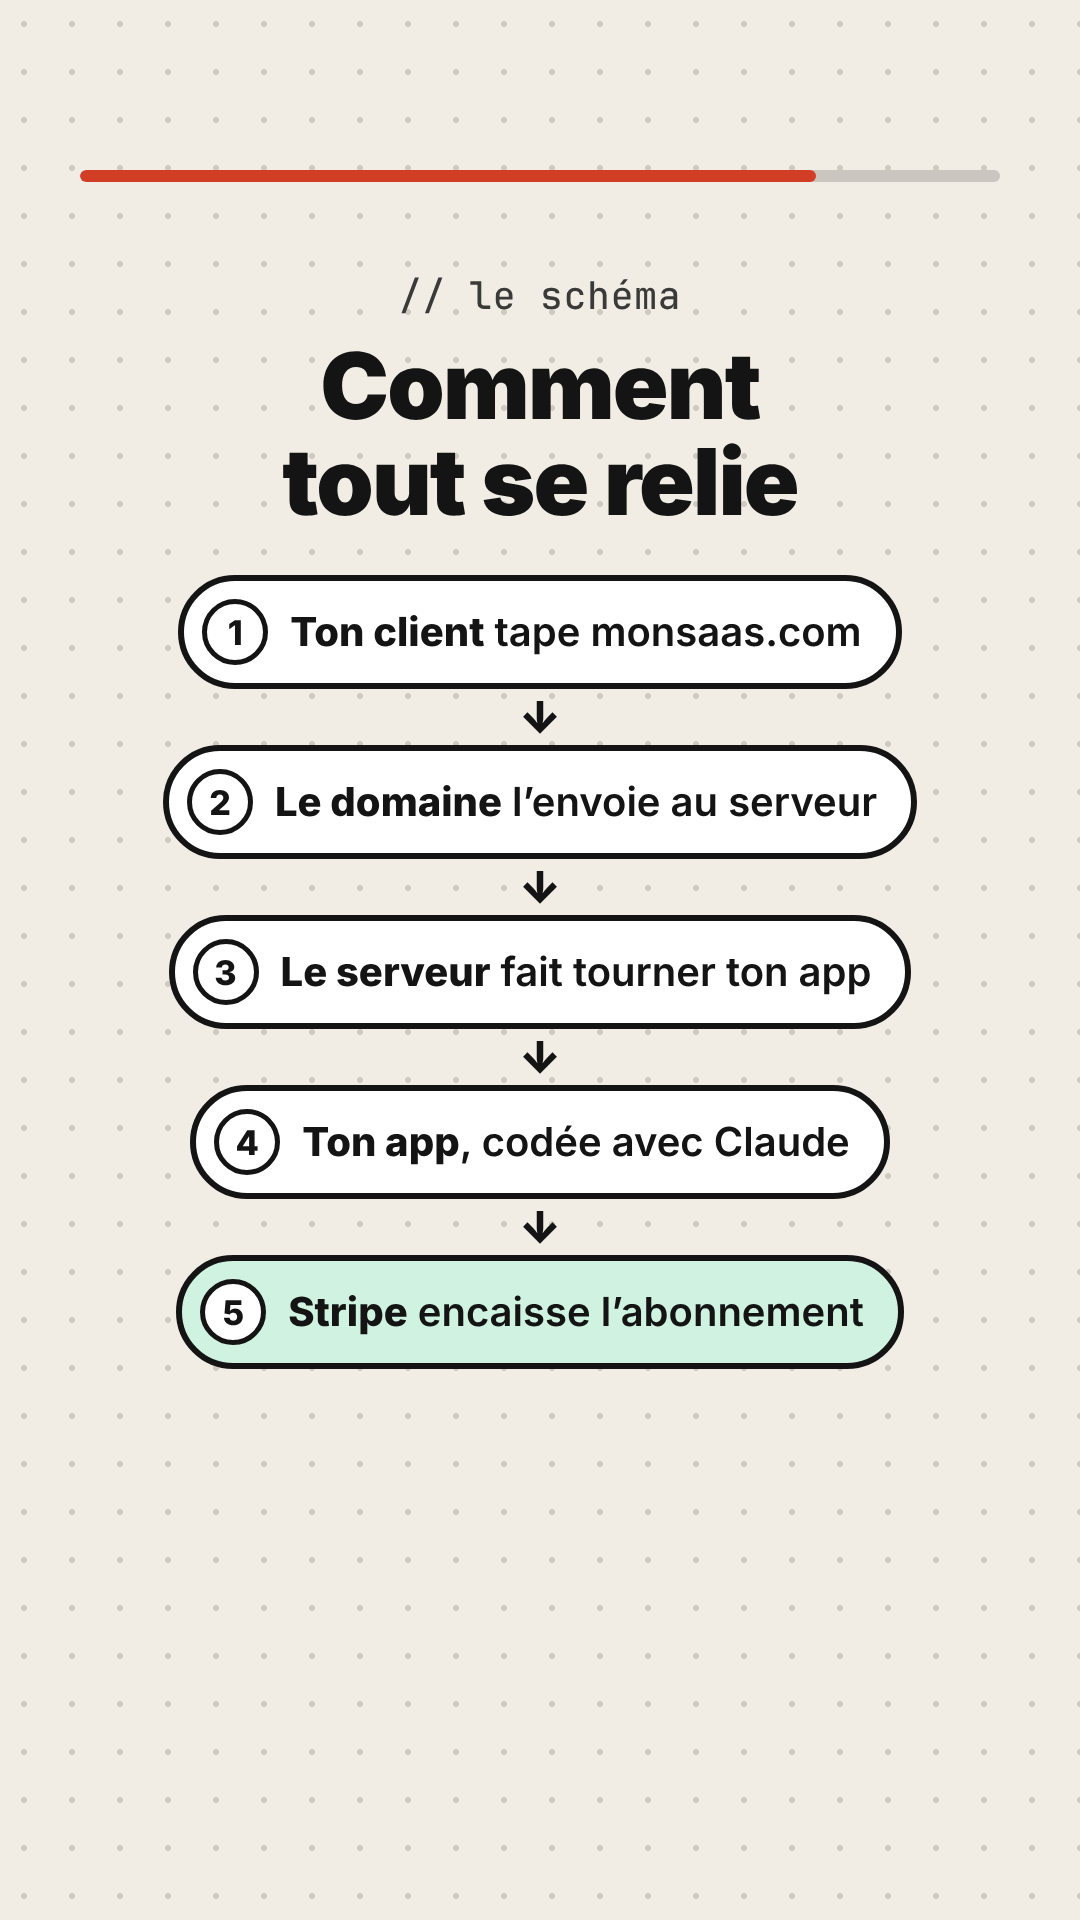 // le schéma
Comment
tout se relie
1 Ton client tape monsaas.com
↓
2 Le domaine l’envoie au serveur
↓
3 Le serveur fait tourner ton app
↓
4 Ton app, codée avec Claude
↓
5 Stripe encaisse l’abonnement